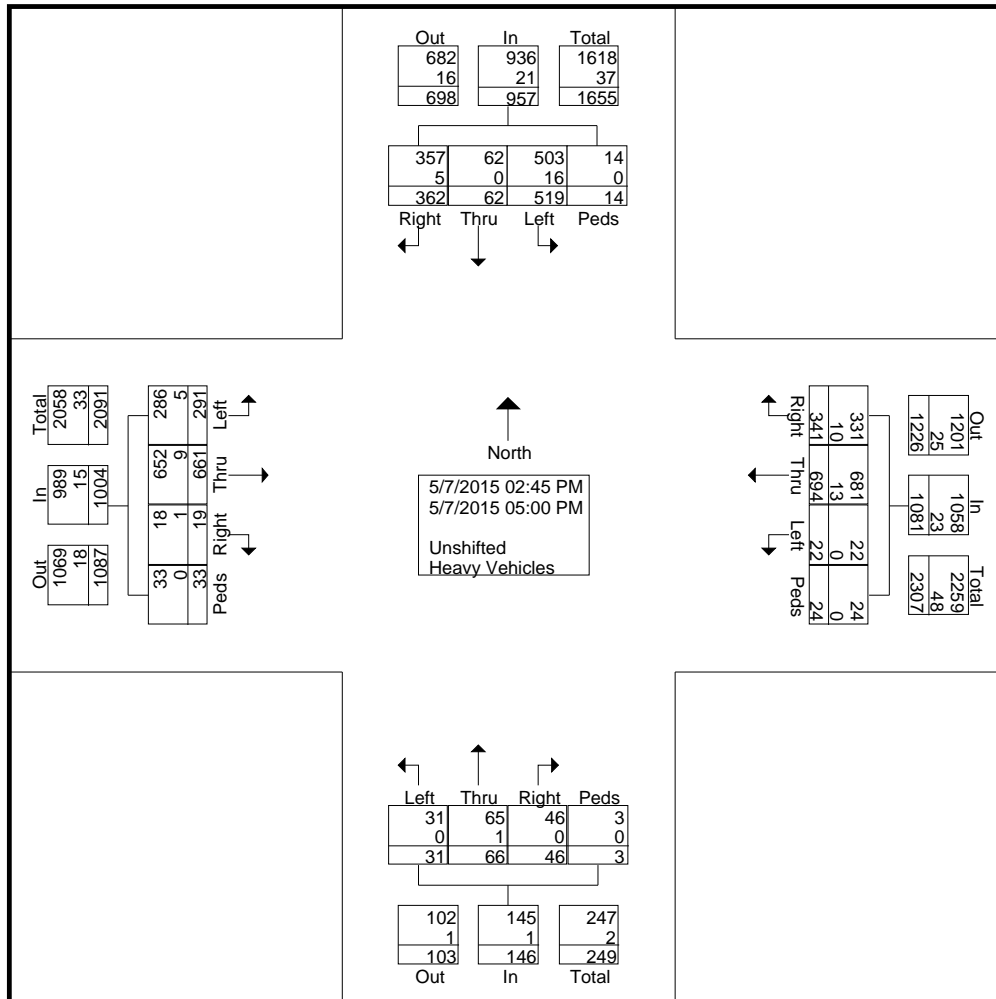 Out In Total
682 936 1618
16 21 37
698 957 1655
357 62 503 14
5 0 16 0
362 62 519 14
Right Thru Left Peds
Total
2058
33
2091
In
989
15
1004
Out
1069
18
1087
286
5
291
Left
652
9
661
Thru
18
1
19
Right
33
0
33
Peds
North
5/7/2015 02:45 PM
5/7/2015 05:00 PM
Unshifted
Heavy Vehicles
Right
331
10
341
Thru
681
13
694
Left
22
0
22
Peds
24
0
24
Out
1201
25
1226
In
1058
23
1081
Total
2259
48
2307
Left Thru Right Peds
31 65 46 3
0 1 0 0
31 66 46 3
102 145 247
1 1 2
103 146 249
Out In Total